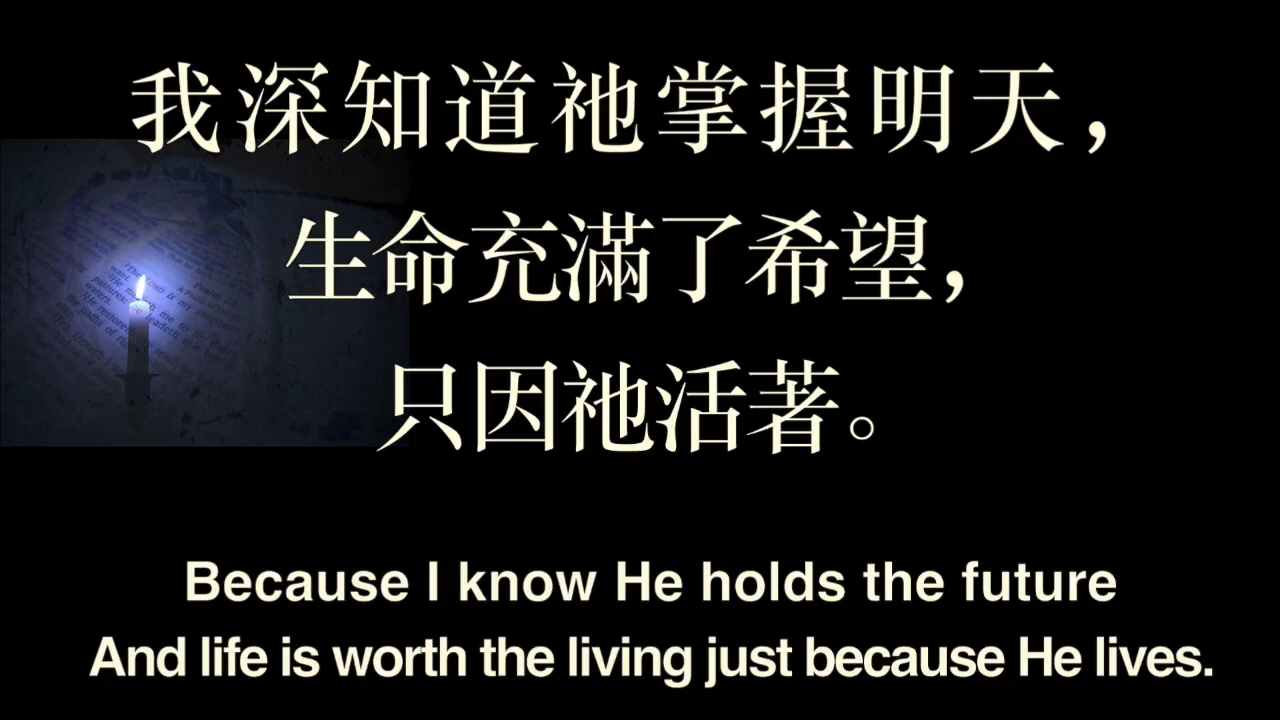 我深知道祂掌握明天，
生命充滿了希望，
只因祂活著。
Because I know He holds the future
And life is worth the living just because He lives.